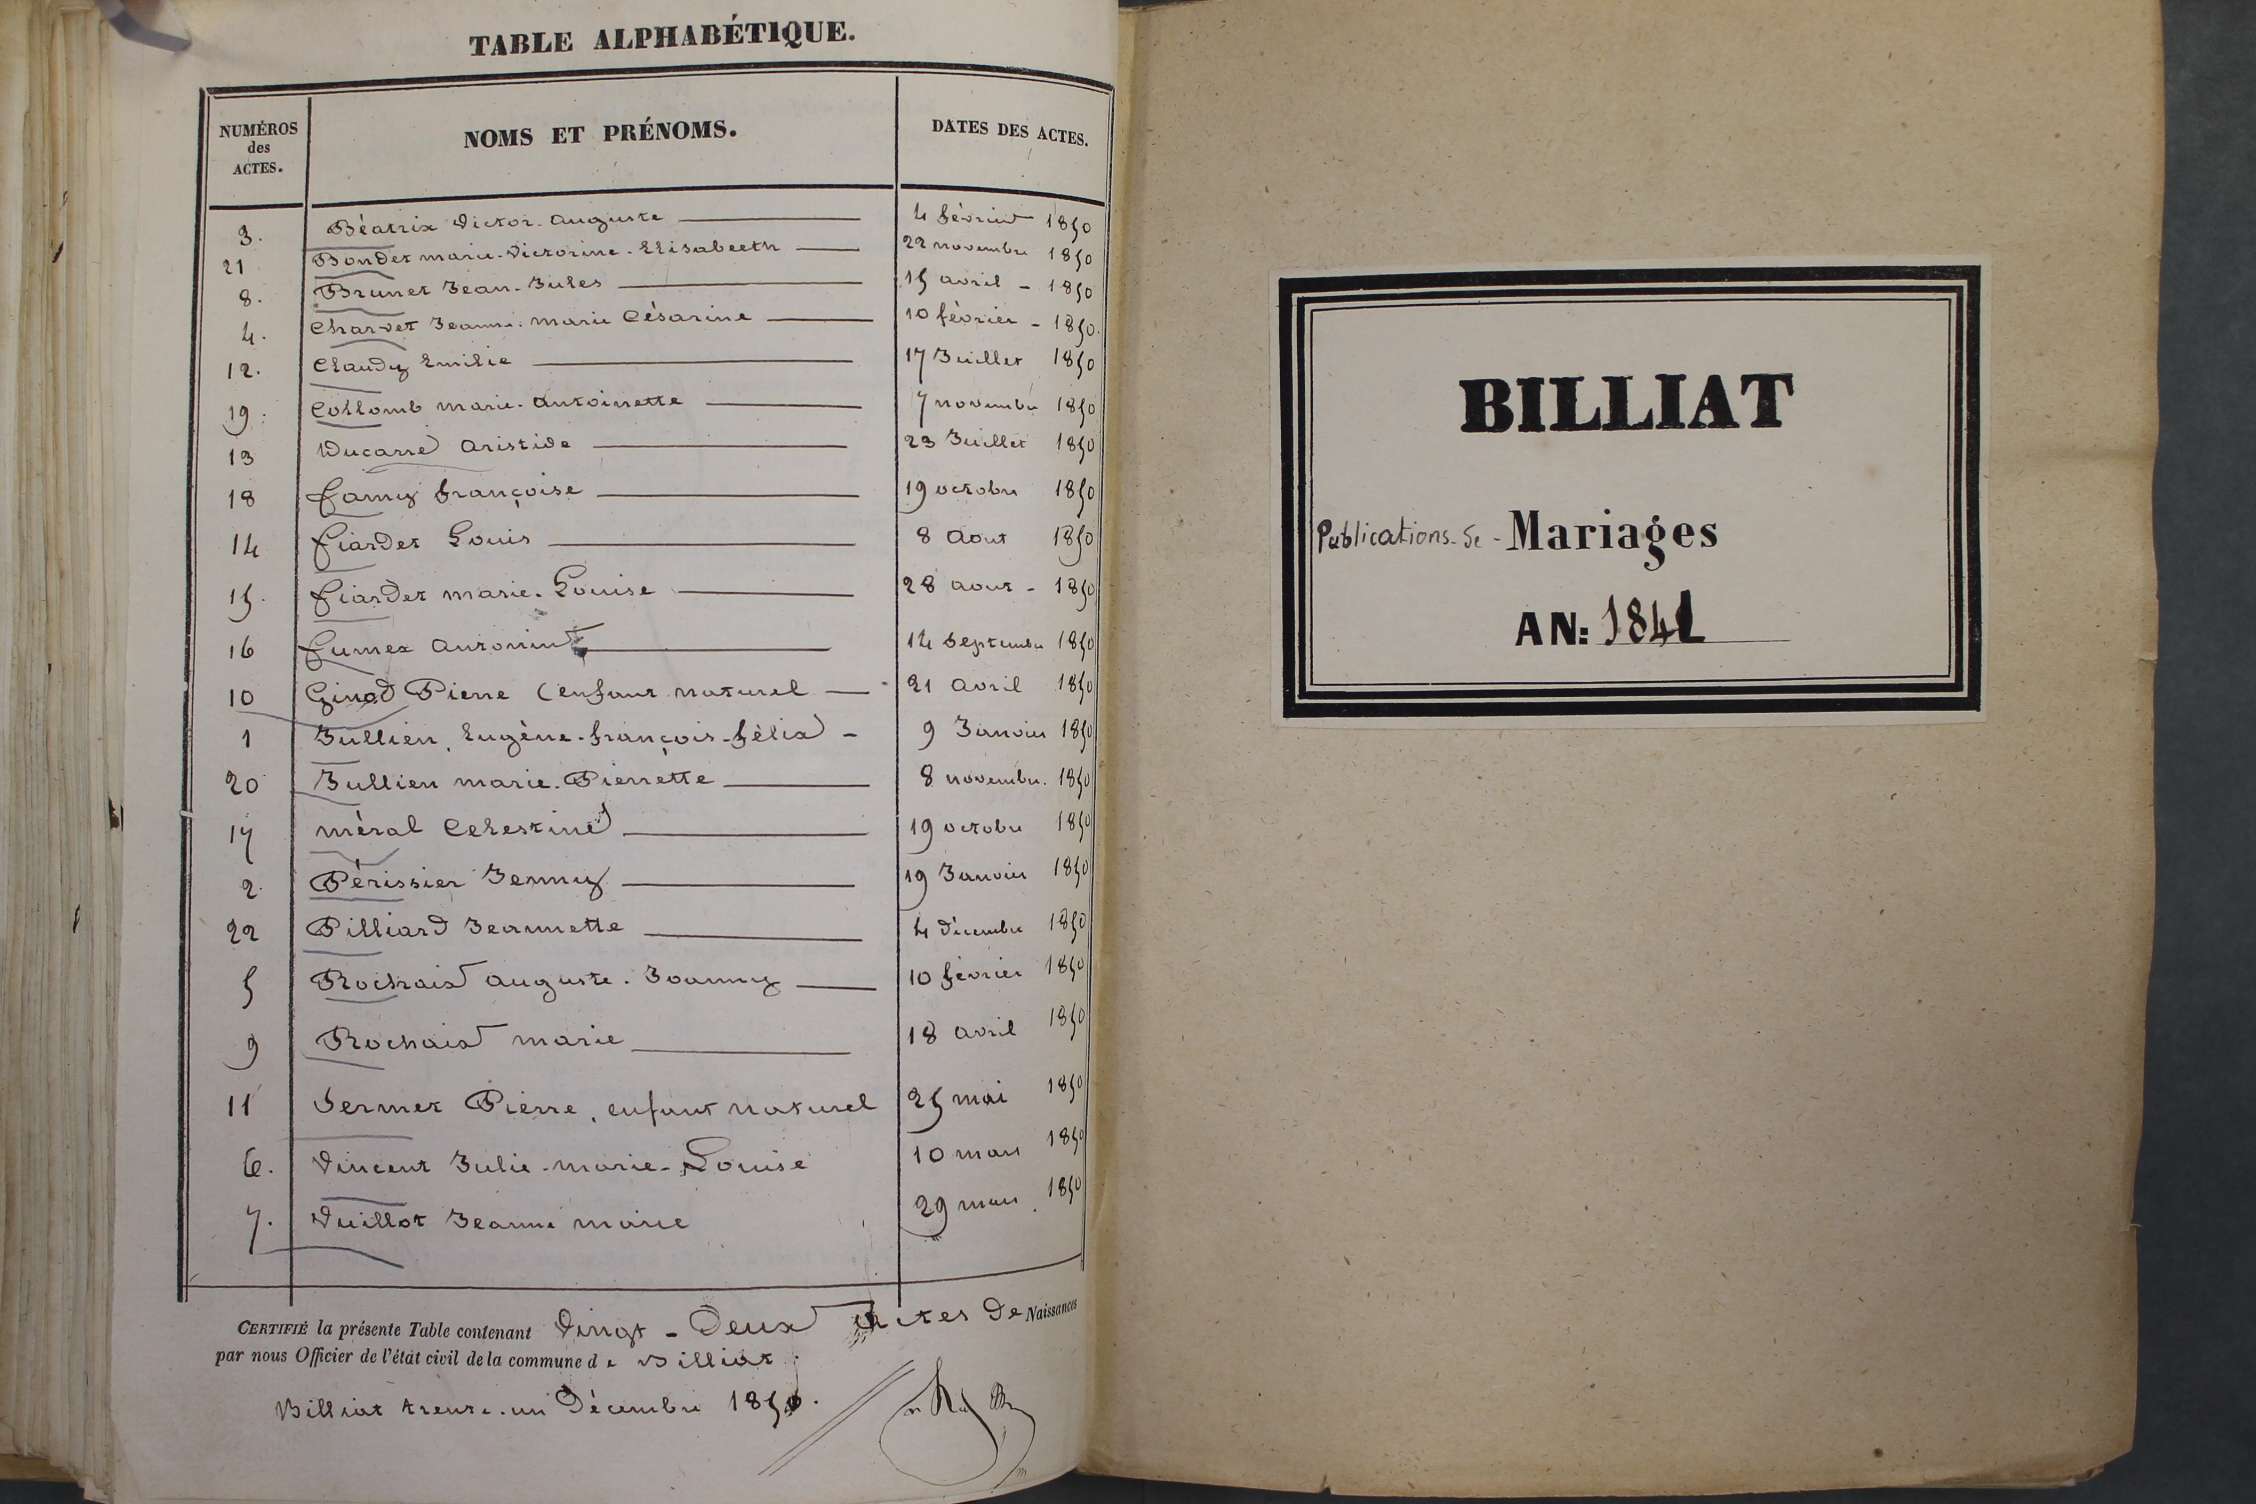 TABLE ALPHABÉTIQUE.
NUMÉROS des ACTES. NOMS ET PRÉNOMS. DATES DES ACTES.
3. Béatrix Victor. Auguste 4 février 1850
21 Bondet marie. Victorine. Elisabeeth 22 novembre 1850
8. Brunet Jean. Jules 15 avril - 1850
4. Charvet Jeanne. marie Césarine 10 février - 1850.
12. Claudy Emilie 17 Juillet 1850
19. Collomb marie. Antoinette 7 novembre 1850
13 Ducarre Aristide 23 Juillet 1850
18 famy françoise 19 octobre 1850
14 fiardet Louis 8 Aout 1850
15. fiardet marie. Louise 28 aout - 1850
16 fumex Antonin 14 Septembre 1850
10 Ginod Pierre (enfant naturel 21 Avril 1850
1 Jullien, Eugène-françois-félix - 9 Janvier 1850
20 Jullien marie. Pierrette 8 novembre. 1850
17 méral Celestine 19 octobre 1850
2. Périssier Jenny 19 Janvier 1850
22 Pilliard Jeannette 4 décembre 1850
5 Rochaix Auguste. Joanny 10 février 1850
9 Rochaix marie 18 avril 1850
11 Sermet Pierre, enfant naturel 25 mai 1850
6. Vincent Julie-marie-Louise 10 mars 1850
7. Vuillot Jeanne marie 29 mars. 1850
CERTIFIÉ la présente Table contenant Vingt - Deux Actes De Naissances
par nous Officier de l'état civil de la commune de Billiat.
Billiat trente. un Décembre 1850.
BILLIAT
Publications-de-Mariages
AN: 1841